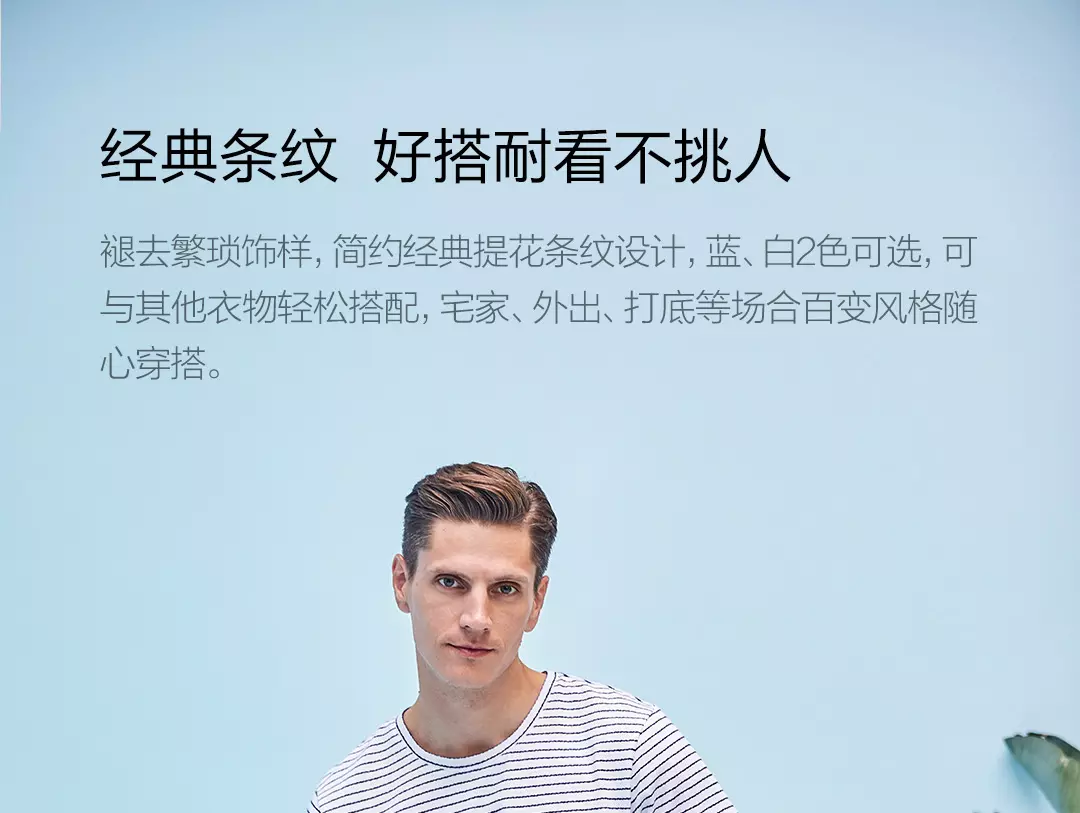 经典条纹 好搭耐看不挑人
褪去繁琐饰样，简约经典提花条纹设计，蓝、白2色可选，可
与其他衣物轻松搭配，宅家、外出、打底等场合百变风格随
心穿搭。